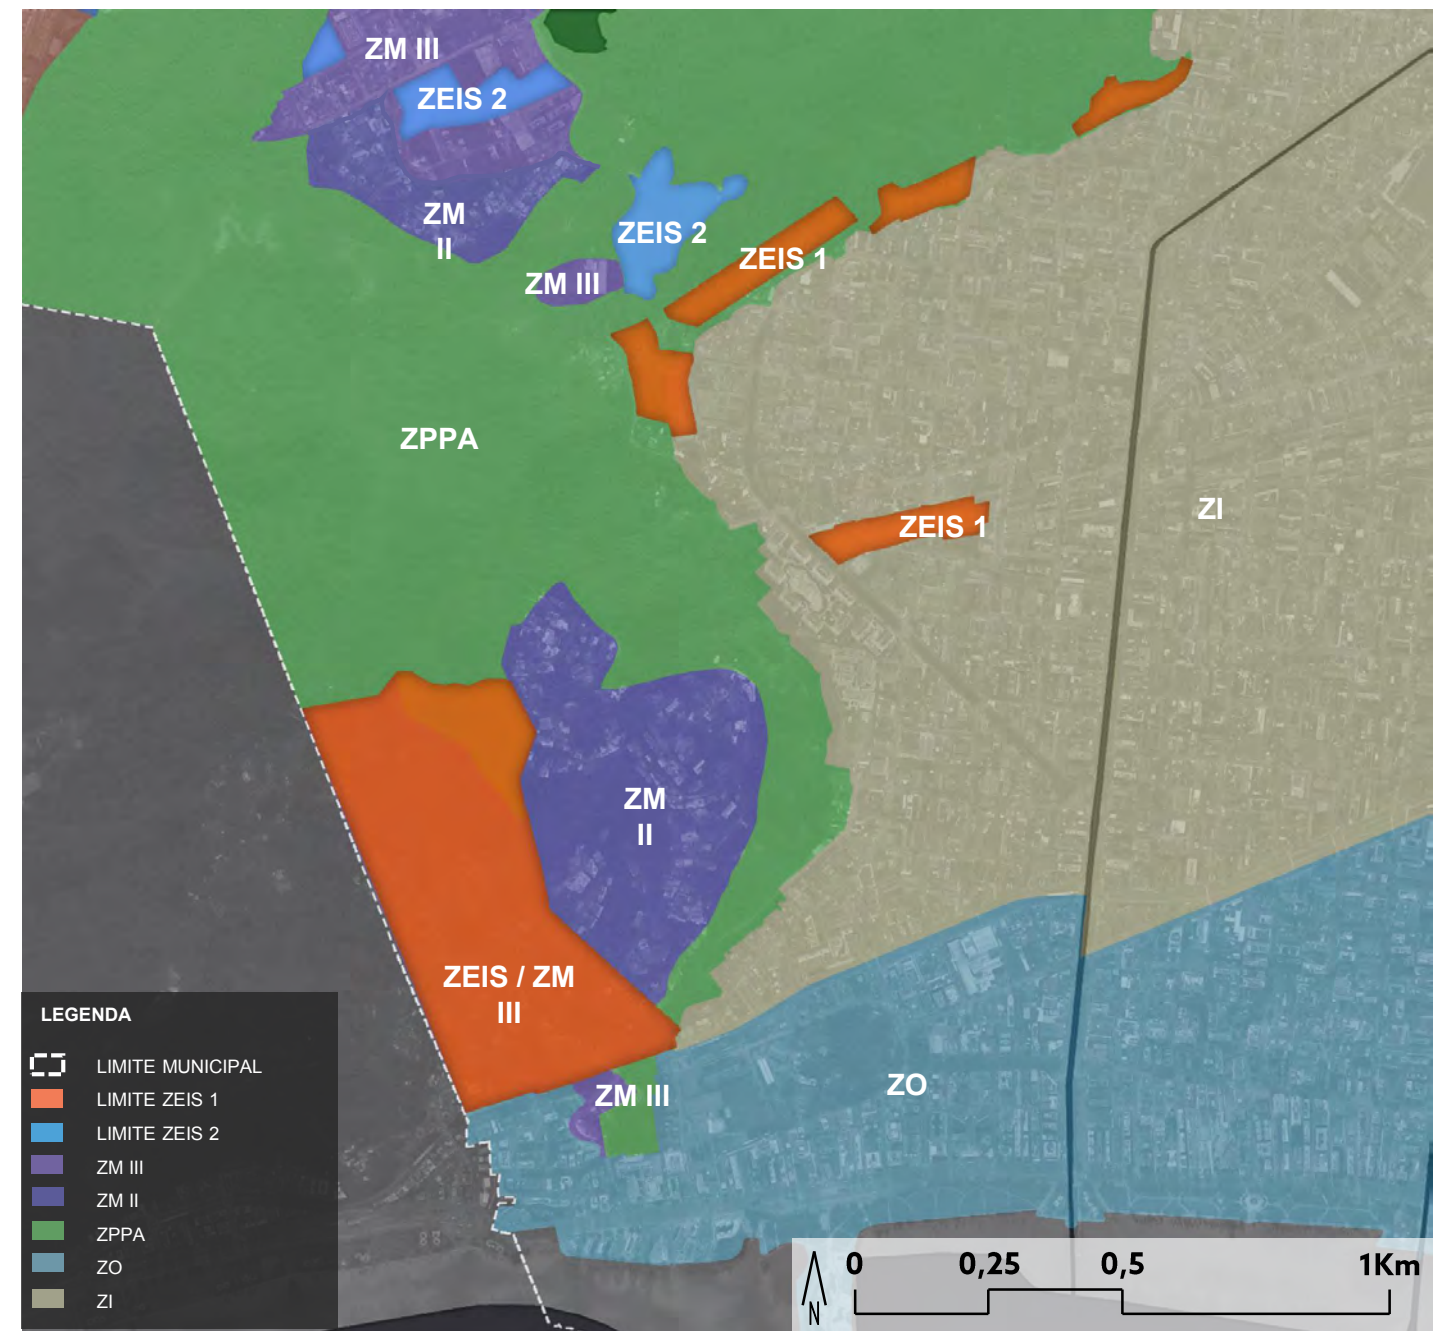 ZM III
ZEIS 2
ZM
II
ZEIS 2
ZEIS 1
ZM III
ZPPA
ZI
ZEIS 1
ZM
II
ZEIS / ZM
III
ZO
ZM III
LEGENDA
LIMITE MUNICIPAL
LIMITE ZEIS 1
LIMITE ZEIS 2
ZM III
ZM II
ZPPA
ZO
ZI
N
0 0,25 0,5 1Km